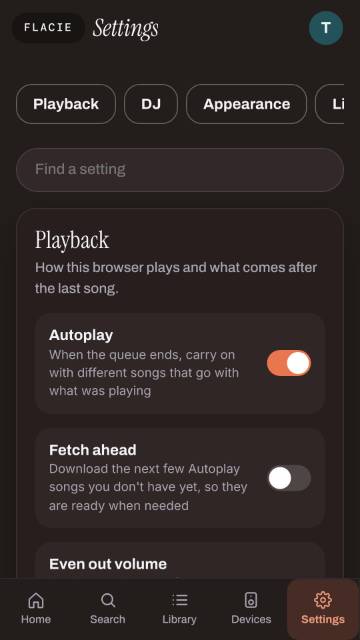 FLACIE Settings T
Playback DJ Appearance Li
Find a setting
Playback
How this browser plays and what comes after
the last song.
Autoplay
When the queue ends, carry on
with different songs that go with
what was playing
Fetch ahead
Download the next few Autoplay
songs you don't have yet, so they
are ready when needed
Even out volume
Home Search Library Devices Settings